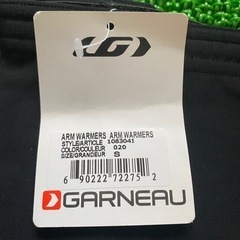 ARM WARMERS ARM WARMERS
STYLE/ARTICLE 1083041
COLOR/COULEUR 020
SIZE/GRANDEUR S
6 90222 72275 2
GARNEAU